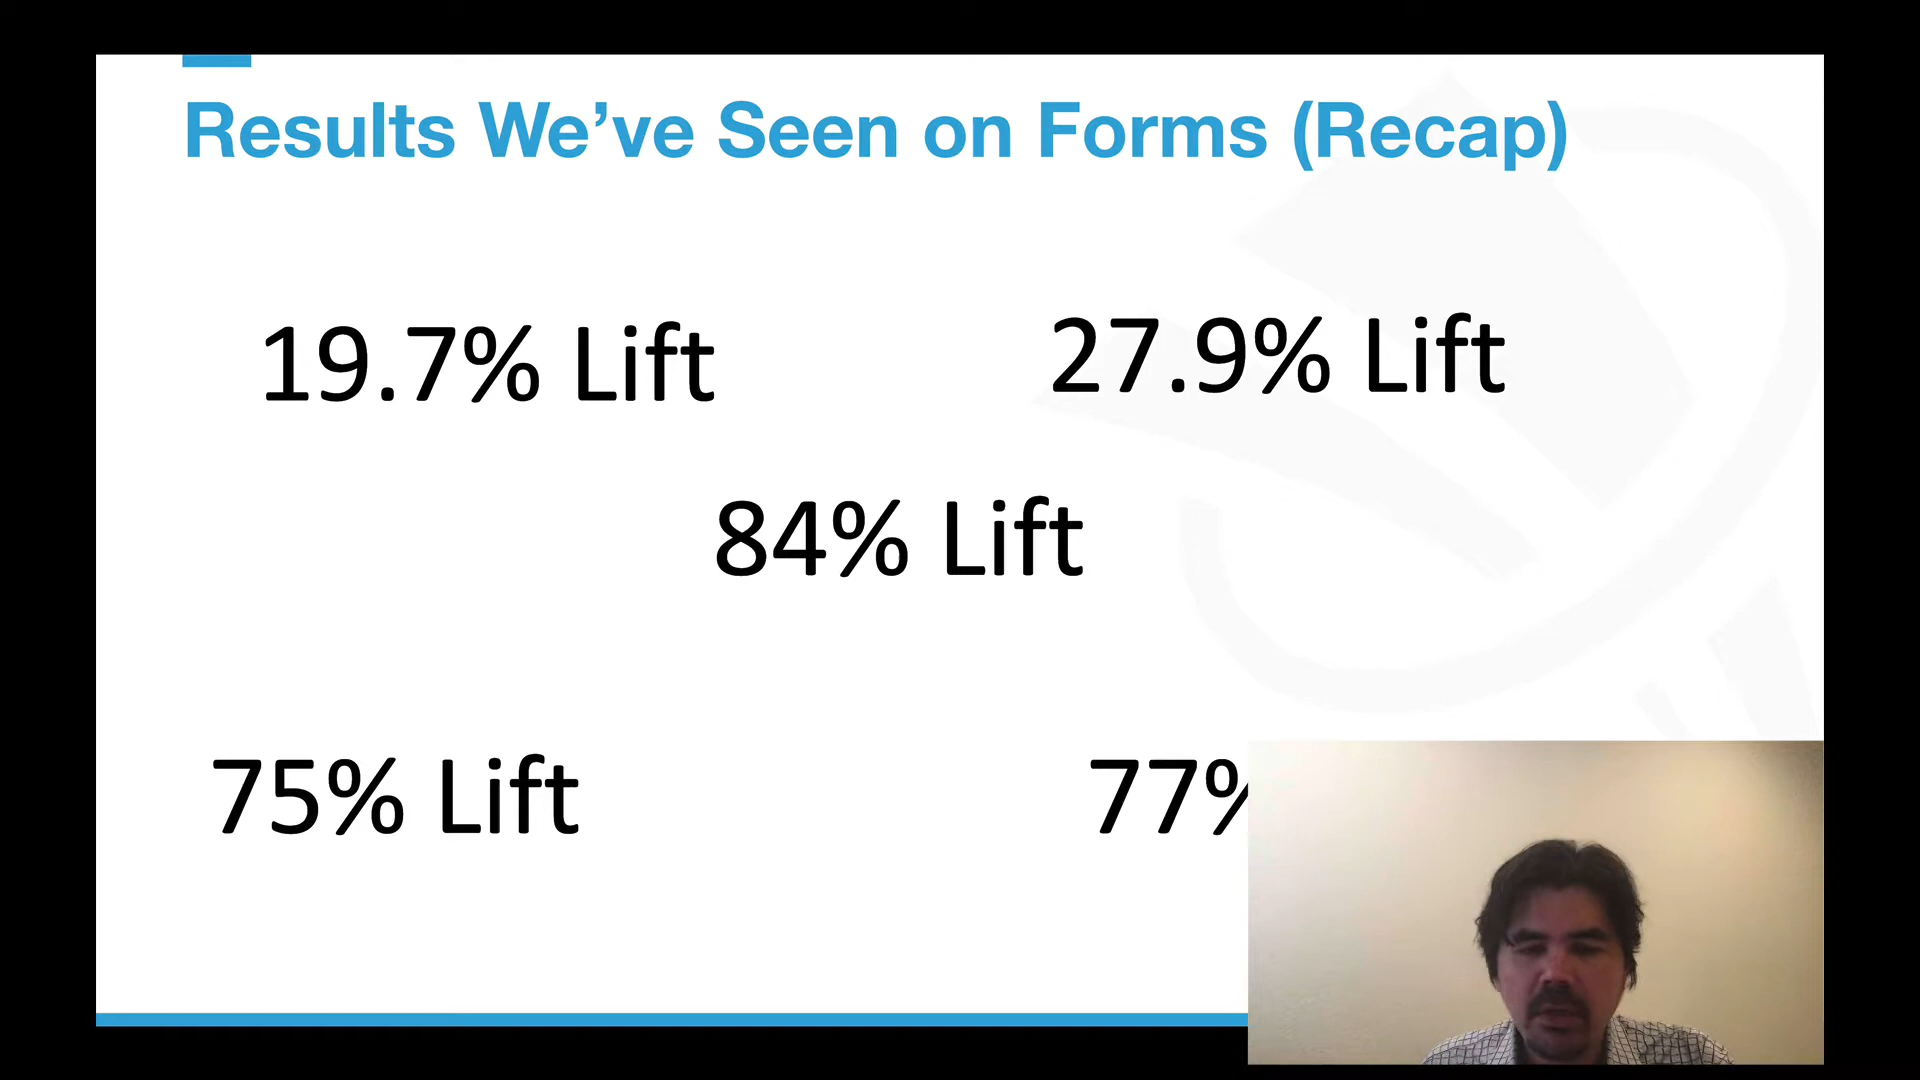 Results We’ve Seen on Forms (Recap)
19.7% Lift
27.9% Lift
84% Lift
75% Lift
77%